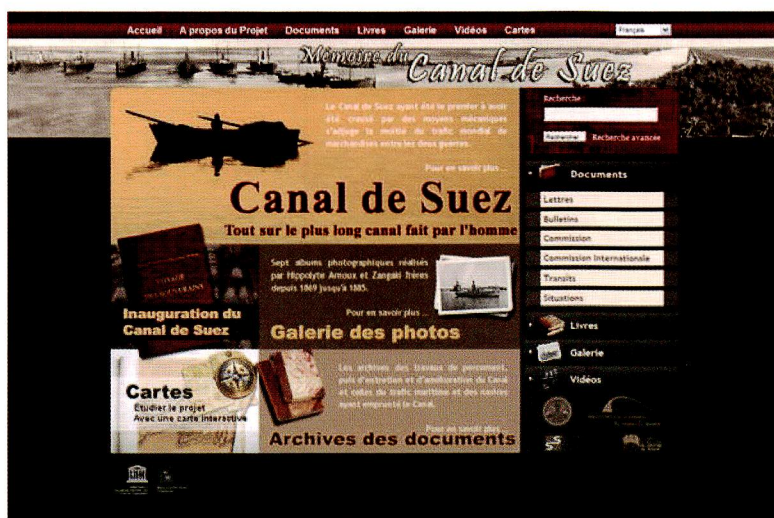 Accueil A propos du Projet Documents Livres Galerie Vidéos Cartes
Français
Mémoire du Canal de Suez
Le Canal de Suez ayant été le premier à avoir
été creusé par des moyens mécaniques
s'adjuge la moitié du trafic mondial de
marchandises entre les deux guerres.
Pour en savoir plus...
Canal de Suez
Tout sur le plus long canal fait par l'homme
Inauguration du
Canal de Suez
Sept albums photographiques réalisés
par Hippolyte Arnoux et Zangaki frères
depuis 1869 jusqu'à 1885.
Pour en savoir plus ...
Galerie des photos
Cartes
Etudier le projet
Avec une carte interactive
Les archives des travaux de percement,
puis d'entretien et d'amélioration du Canal
et celles du trafic maritime et des navires
ayant emprunté le Canal.
Pour en savoir plus...
Archives des documents
Recherche
Rechercher Recherche avancée
Documents
Lettres
Bulletins
Commission
Commission Internationale
Transits
Situations
Livres
Galerie
Vidéos